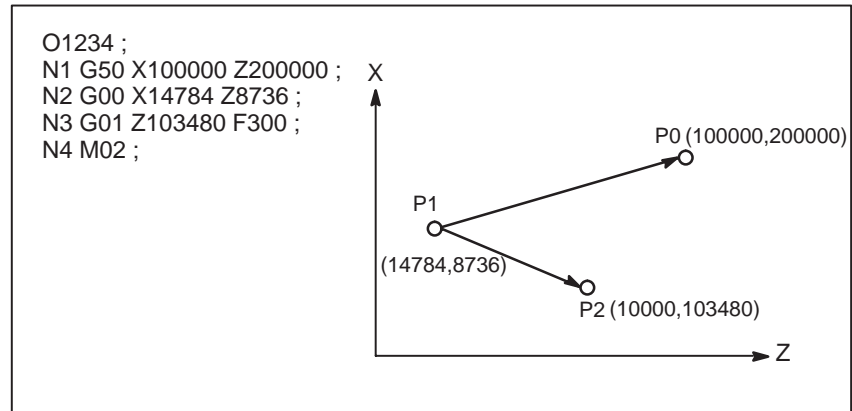 O1234 ;
N1 G50 X100000 Z200000 ;
N2 G00 X14784 Z8736 ;
N3 G01 Z103480 F300 ;
N4 M02 ;
X
P0 (100000,200000)
P1
(14784,8736)
P2 (10000,103480)
Z